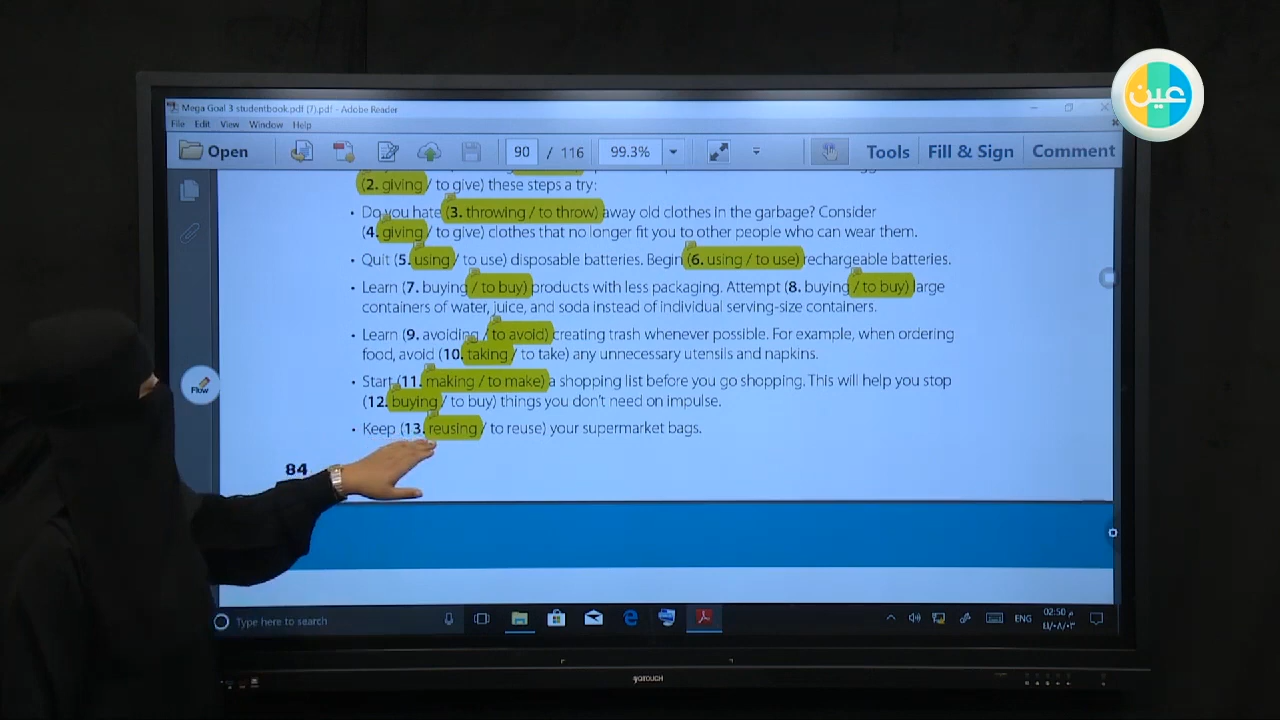 عين
Mega Goal 3 studentbook.pdf (7).pdf - Adobe Reader
File Edit View Window Help
Open 90 / 116 99.3% Tools Fill & Sign Comment
(2. giving / to give) these steps a try:
• Do you hate (3. throwing / to throw) away old clothes in the garbage? Consider
(4. giving / to give) clothes that no longer fit you to other people who can wear them.
• Quit (5. using / to use) disposable batteries. Begin (6. using / to use) rechargeable batteries.
• Learn (7. buying / to buy) products with less packaging. Attempt (8. buying / to buy) large
containers of water, juice, and soda instead of individual serving-size containers.
• Learn (9. avoiding / to avoid) creating trash whenever possible. For example, when ordering
food, avoid (10. taking / to take) any unnecessary utensils and napkins.
Flow
• Start (11. making / to make) a shopping list before you go shopping. This will help you stop
(12. buying / to buy) things you don't need on impulse.
• Keep (13. reusing / to reuse) your supermarket bags.
84
Type here to search ENG 02:50 م
٤١/٠٨/٠٣